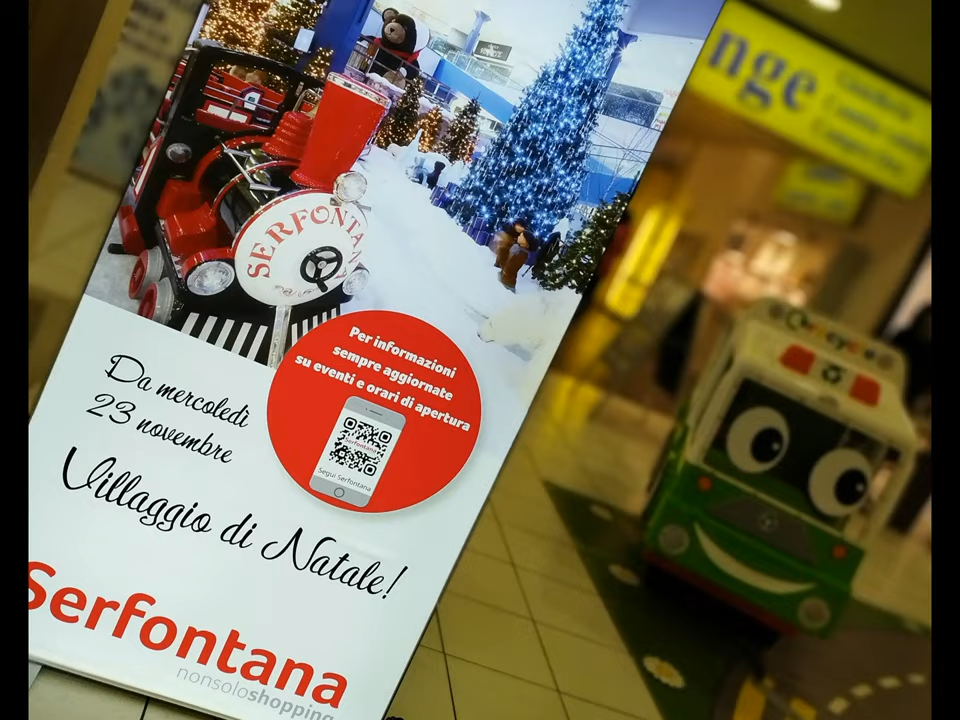 SERFONTANA
Per informazioni
sempre aggiornate
su eventi e orari di apertura
Serfontana
Segui Serfontana
Da mercoledì
23 novembre
Villaggio di Natale!
Serfontana
nonsoloshopping
nge